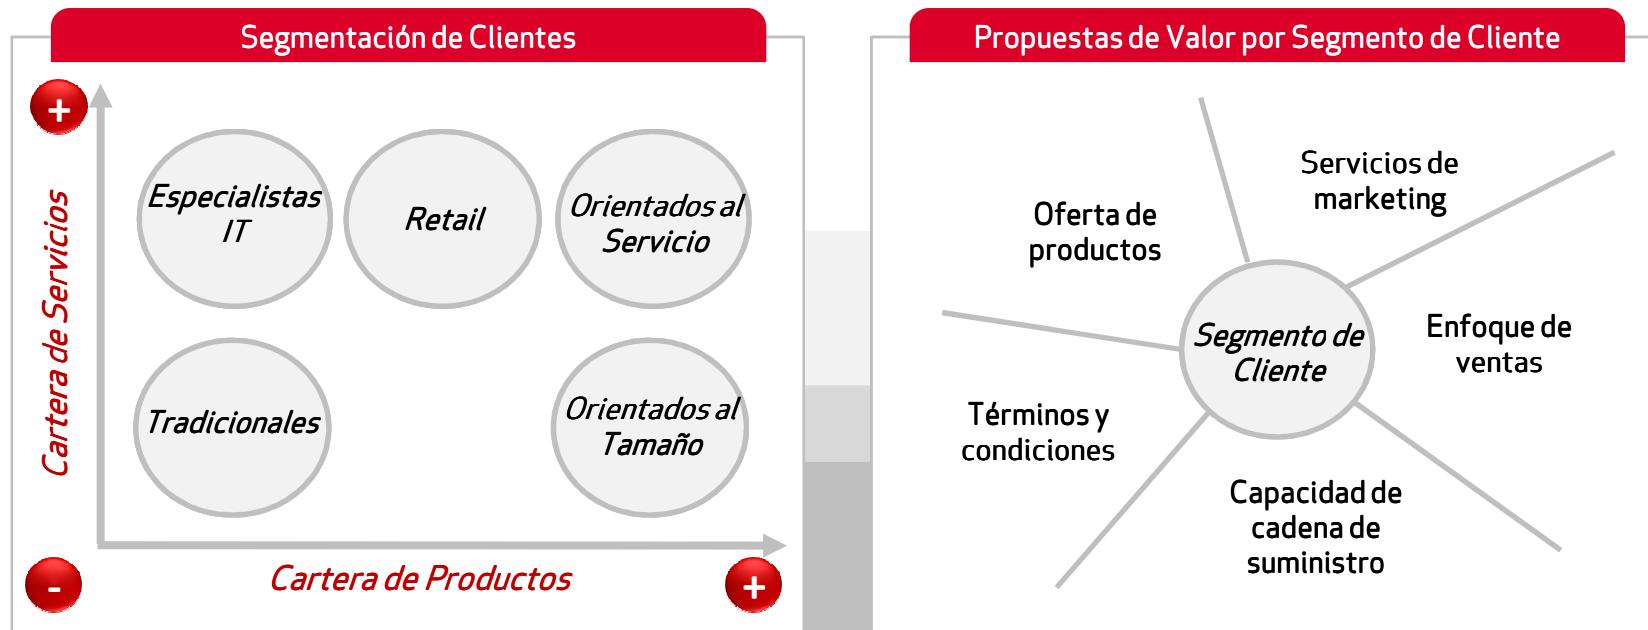 Segmentación de Clientes
+
Cartera de Servicios
Especialistas
IT
Retail
Orientados al
Servicio
Tradicionales
Orientados al
Tamaño
-
Cartera de Productos
+
Propuestas de Valor por Segmento de Cliente
Servicios de
marketing
Oferta de
productos
Segmento de
Cliente
Enfoque de
ventas
Términos y
condiciones
Capacidad de
cadena de
suministro